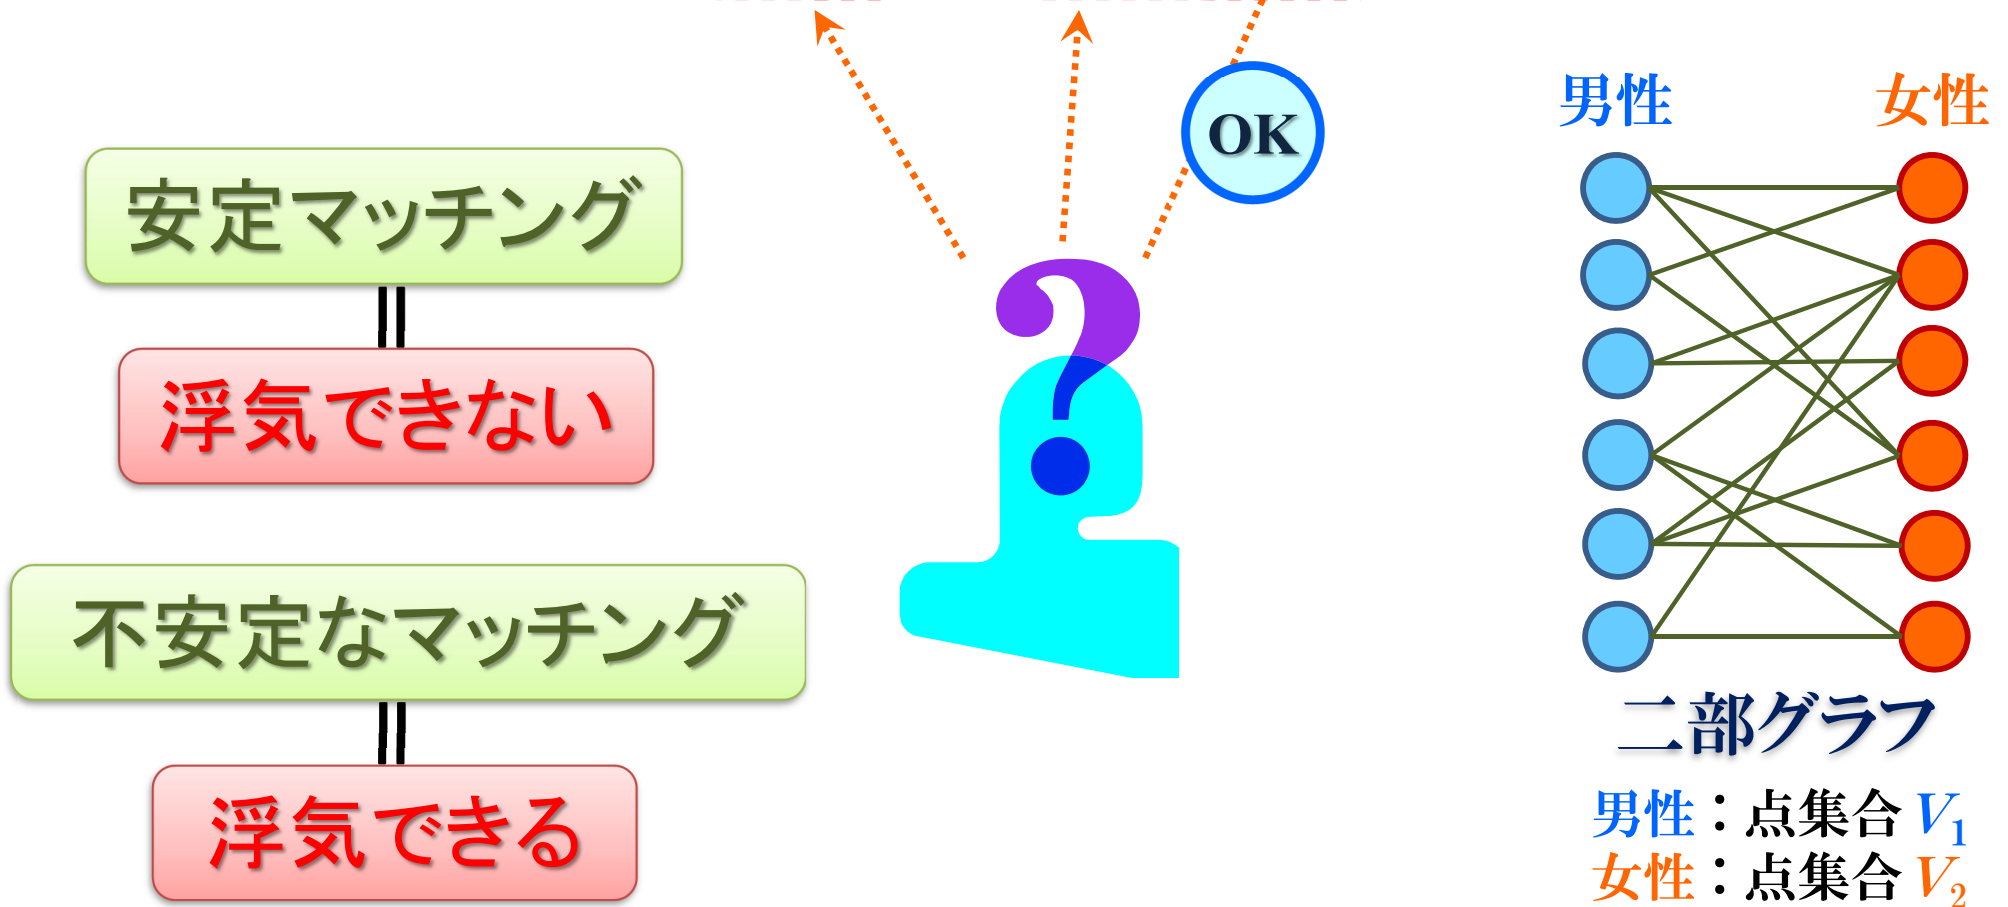 安定マッチング
||
浮気できない
不安定なマッチング
||
浮気できる
OK
?
男性 女性
二部グラフ
男性：点集合 V1
女性：点集合 V2